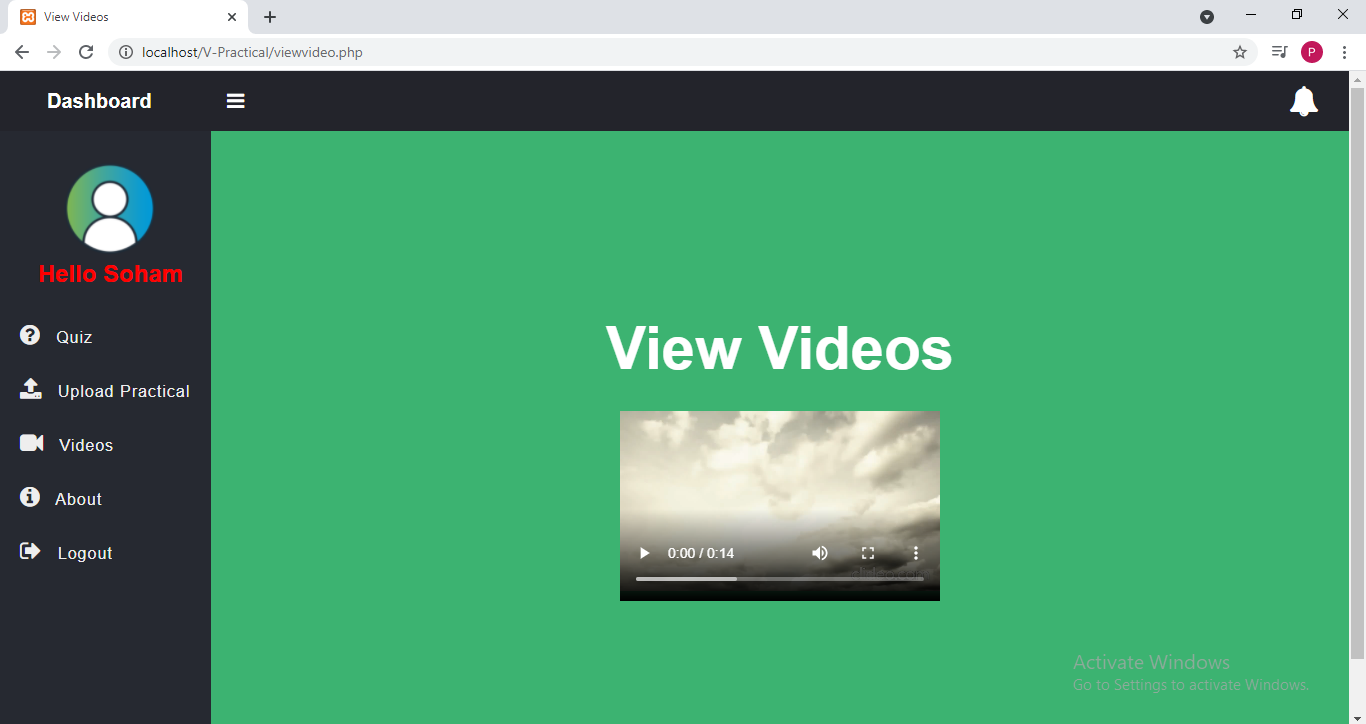 View Videos
localhost/V-Practical/viewvideo.php
P
Dashboard
Hello Soham
Quiz
Upload Practical
Videos
About
Logout
View Videos
0:00 / 0:14
Activate Windows
Go to Settings to activate Windows.